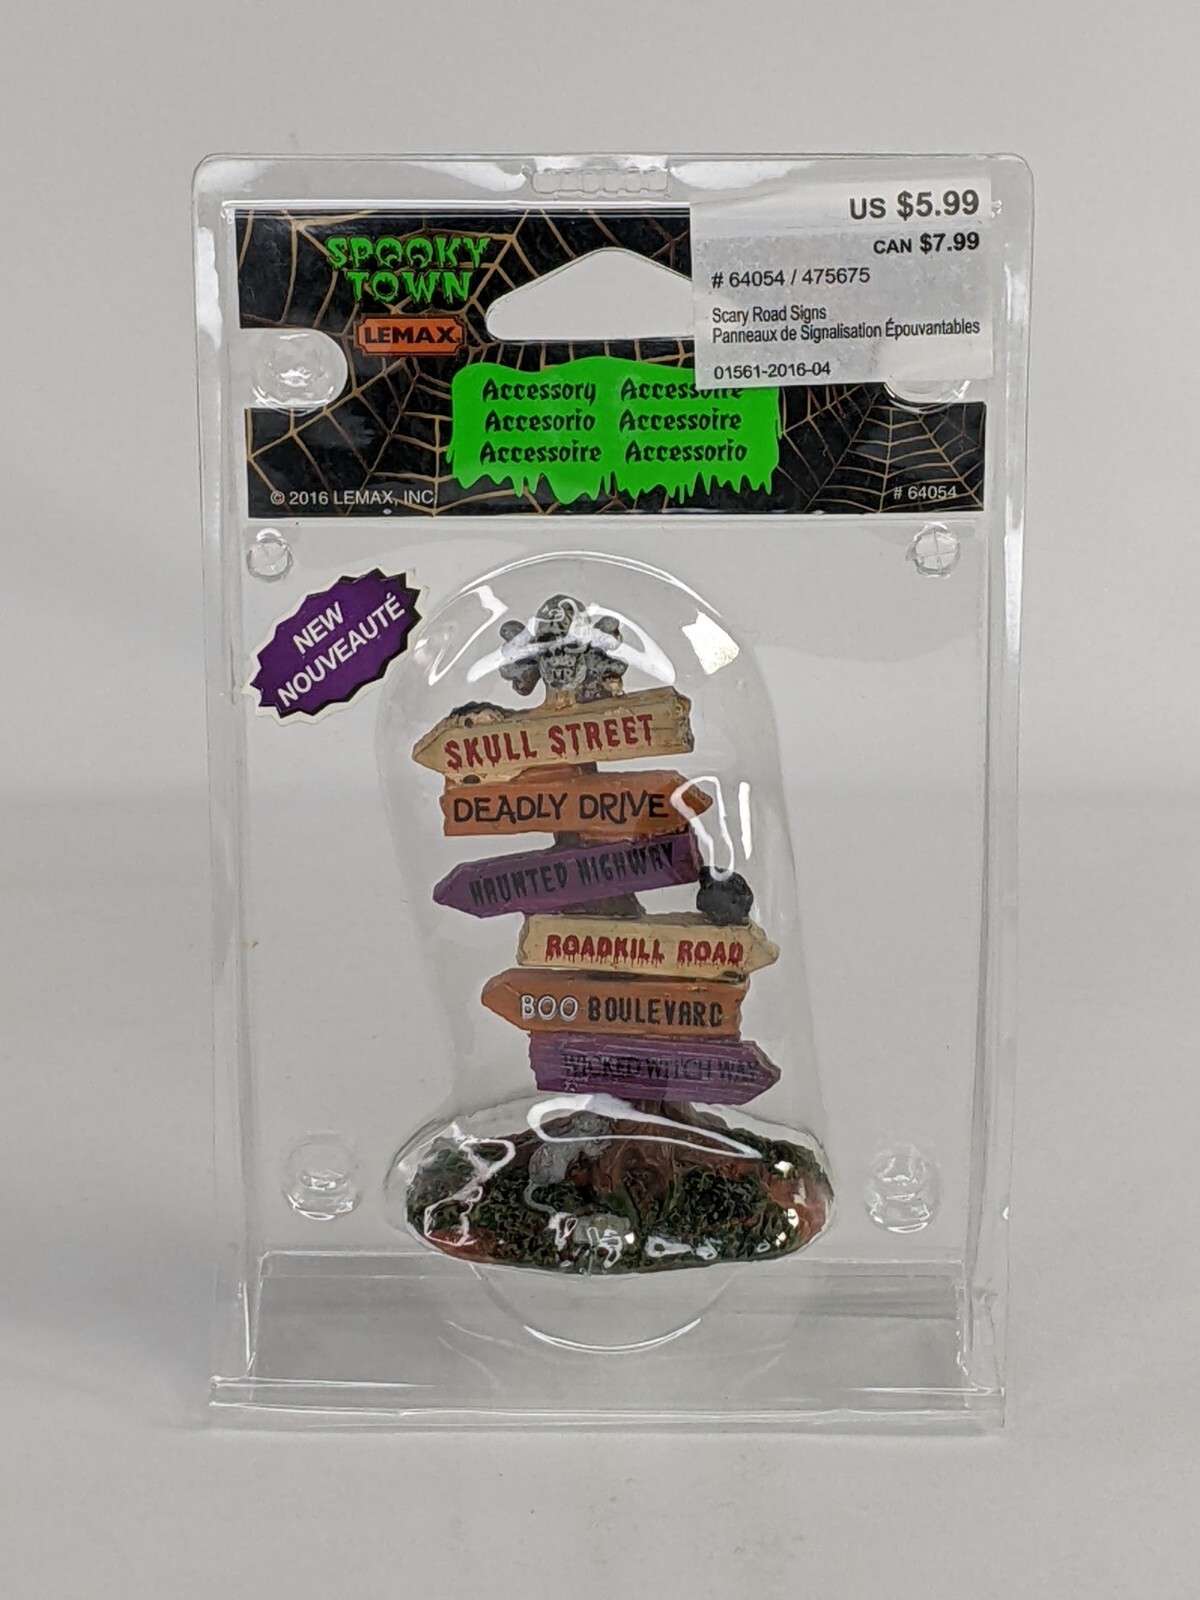 US $5.99
CAN $7.99
# 64054 / 475675
Scary Road Signs
Panneaux de Signalisation Épouvantables
01561-2016-04
SPOOKY
TOWN
LEMAX
Accessory Accessoire
Accesorio Accessoire
Accessoire Accessorio
© 2016 LEMAX, INC.
# 64054
NEW
NOUVEAUTÉ
SKULL STREET
DEADLY DRIVE
HAUNTED HIGHWAY
ROADKILL ROAD
BOO BOULEVARD
WICKED WITCH WAY